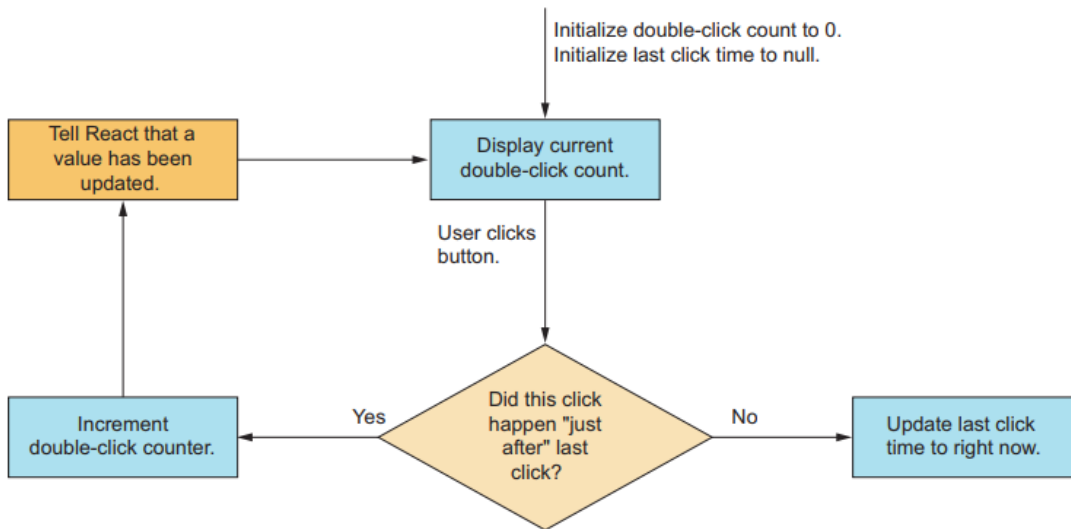 Initialize double-click count to 0.
Initialize last click time to null.
Tell React that a
value has been
updated.
Display current
double-click count.
User clicks
button.
Did this click
happen "just
after" last
click?
Yes
No
Increment
double-click counter.
Update last click
time to right now.